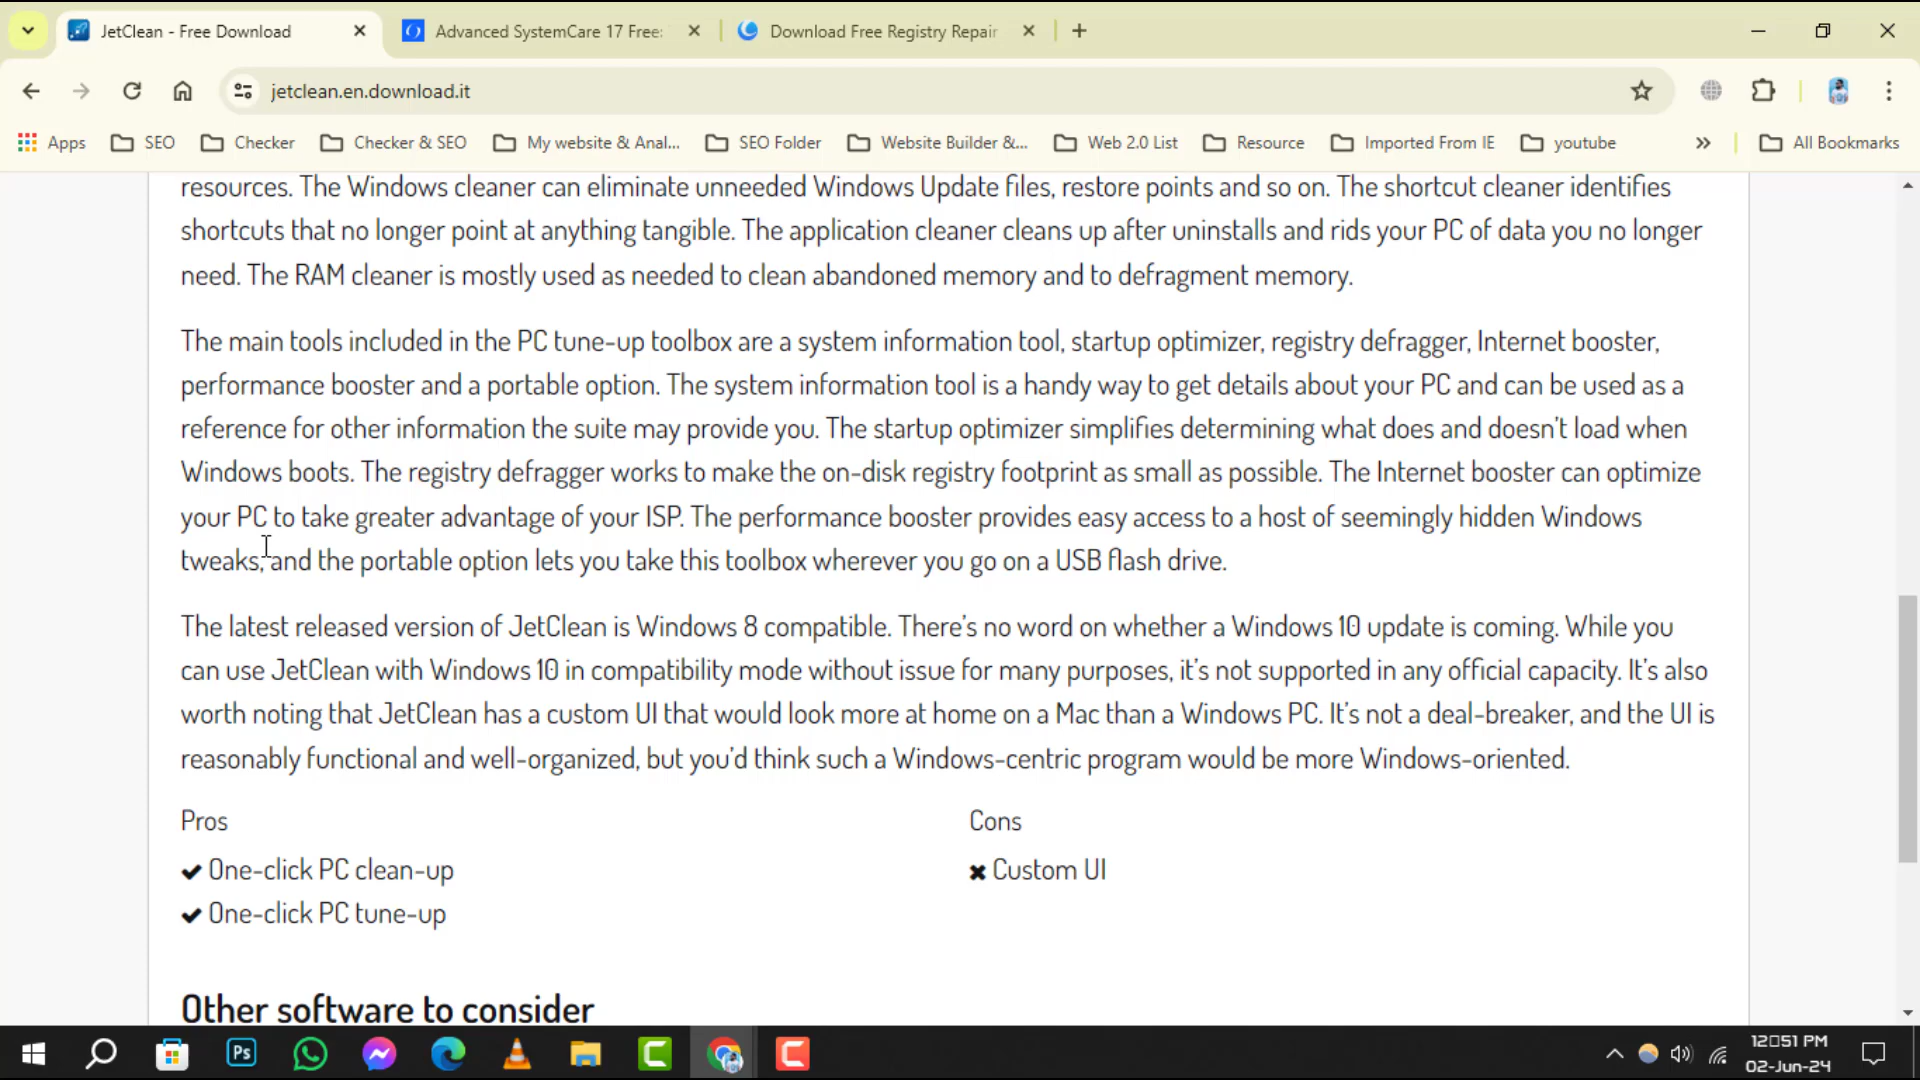 JetClean - Free Download
Advanced SystemCare 17 Free:
Download Free Registry Repair
jetclean.en.download.it
Apps
SEO
Checker
Checker & SEO
My website & Anal...
SEO Folder
Website Builder &...
Web 2.0 List
Resource
Imported From IE
youtube
All Bookmarks
resources. The Windows cleaner can eliminate unneeded Windows Update files, restore points and so on. The shortcut cleaner identifies
shortcuts that no longer point at anything tangible. The application cleaner cleans up after uninstalls and rids your PC of data you no longer
need. The RAM cleaner is mostly used as needed to clean abandoned memory and to defragment memory.
The main tools included in the PC tune-up toolbox are a system information tool, startup optimizer, registry defragger, Internet booster,
performance booster and a portable option. The system information tool is a handy way to get details about your PC and can be used as a
reference for other information the suite may provide you. The startup optimizer simplifies determining what does and doesn't load when
Windows boots. The registry defragger works to make the on-disk registry footprint as small as possible. The Internet booster can optimize
your PC to take greater advantage of your ISP. The performance booster provides easy access to a host of seemingly hidden Windows
tweaks, and the portable option lets you take this toolbox wherever you go on a USB flash drive.
The latest released version of JetClean is Windows 8 compatible. There's no word on whether a Windows 10 update is coming. While you
can use JetClean with Windows 10 in compatibility mode without issue for many purposes, it's not supported in any official capacity. It's also
worth noting that JetClean has a custom UI that would look more at home on a Mac than a Windows PC. It's not a deal-breaker, and the UI is
reasonably functional and well-organized, but you'd think such a Windows-centric program would be more Windows-oriented.
Pros
Cons
One-click PC clean-up
Custom UI
One-click PC tune-up
Other software to consider
Ps
12▯51 PM
02-Jun-24